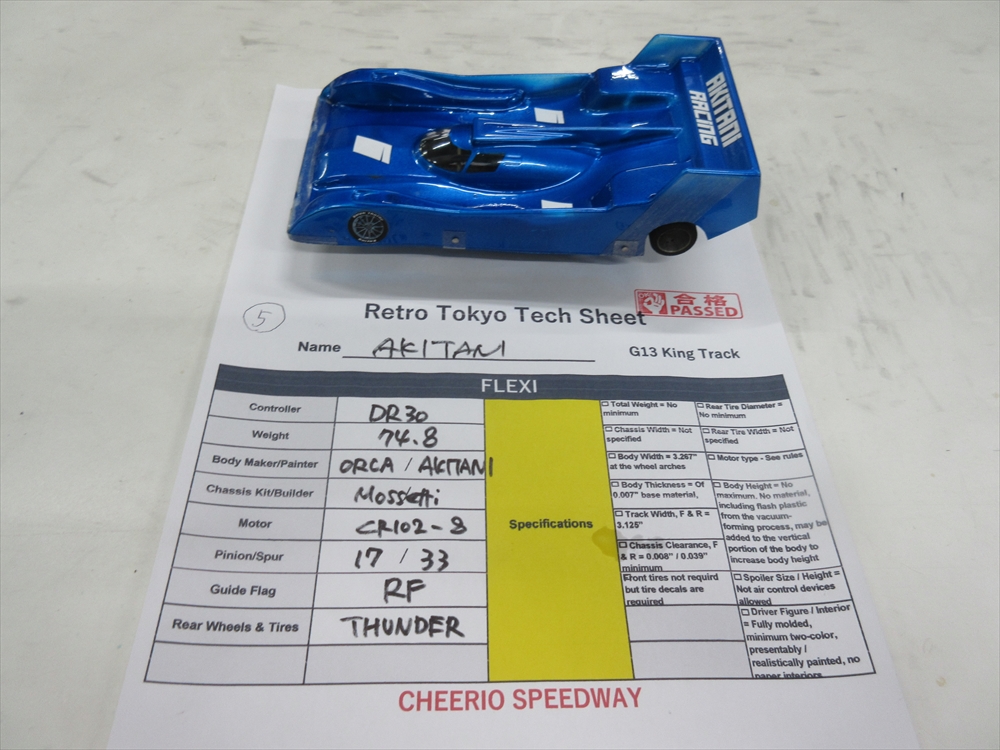 AKITANI
RACING
5
合格
PASSED
Retro Tokyo Tech Sheet
Name AKITANI
G13 King Track
FLEXI
Controller DR30
Weight 74.8
Body Maker/Painter ORCA / AKITANI
Chassis Kit/Builder Mossetti
Motor CR102-8
Pinion/Spur 17 / 33
Guide Flag RF
Rear Wheels & Tires THUNDER
Specifications
☐ Total Weight = No
minimum
☐ Rear Tire Diameter =
No minimum
☐ Chassis Width = Not
specified
☐ Rear Tire Width = Not
specified
☐ Body Width = 3.267"
at the wheel arches
☐ Motor type - See rules
☐ Body Thickness = Of
0.007" base material,
☐ Body Height = No
maximum. No material,
including flash plastic
from the vacuum-
forming process, may be
added to the vertical
portion of the body to
increase body height
☐ Track Width, F & R =
3.125"
☐ Chassis Clearance, F
& R = 0.008" / 0.039"
minimum
Front tires not requird
but tire decals are
required
☐ Spoiler Size / Height =
Not air control devices
allowed
☐ Driver Figure / Interior
= Fully molded,
minimum two-color,
presentably /
realistically painted, no
paper interiors
CHEERIO SPEEDWAY